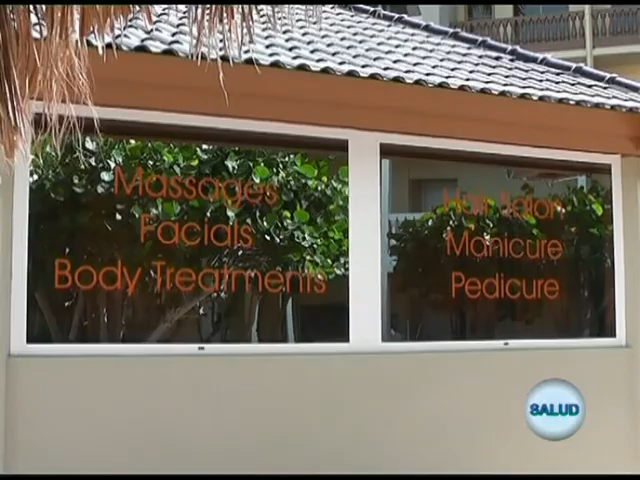 Massages
Facials
Body Treatments
Hair Salon
Manicure
Pedicure
SALUD